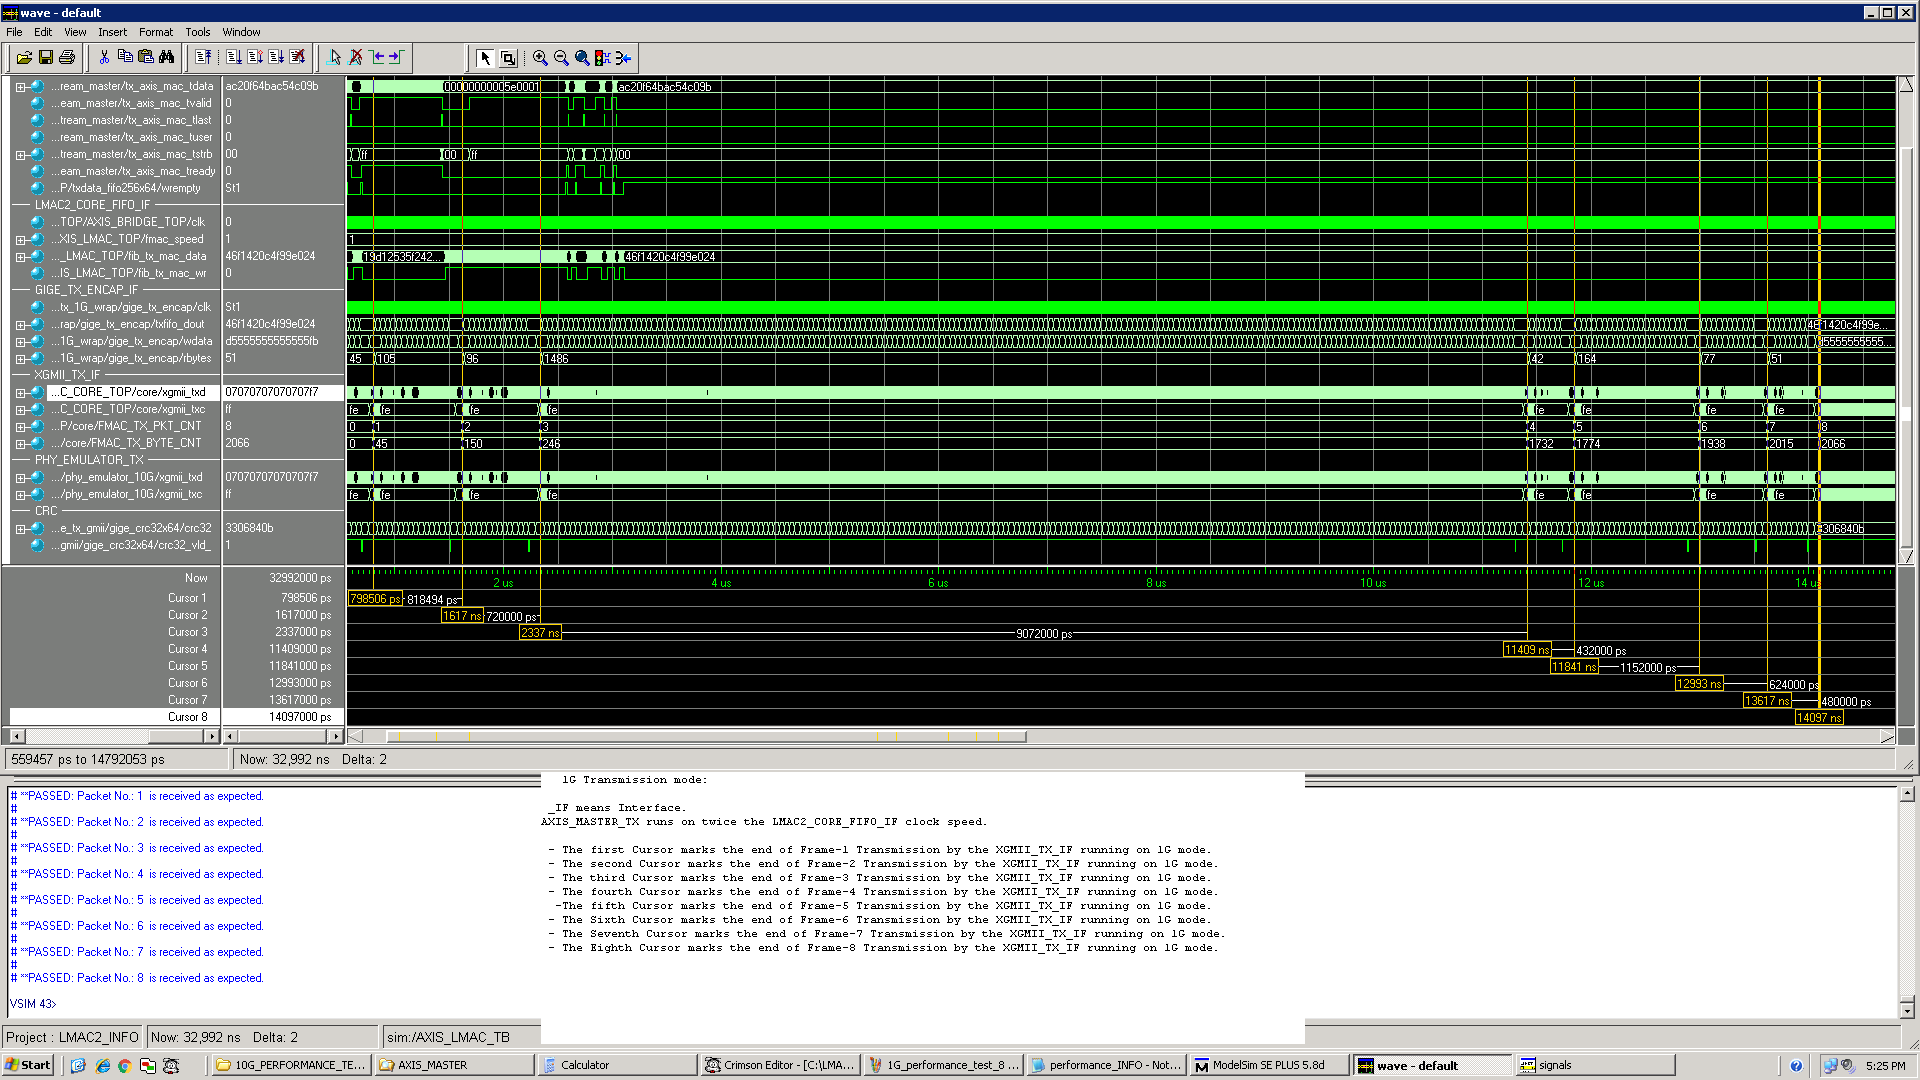 wave - default
File Edit View Insert Format Tools Window
...ream_master/tx_axis_mac_tdata ac20f64bac54c09b 00000000005e0001 ac20f64bac54c09b
...eam_master/tx_axis_mac_tvalid 0
...tream_master/tx_axis_mac_tlast 0
...ream_master/tx_axis_mac_tuser 0
...tream_master/tx_axis_mac_tstrb 00 ff 00 ff 00
...eam_master/tx_axis_mac_tready 0
...P/txdata_fifo256x64/wrempty St1
LMAC2_CORE_FIFO_IF
...TOP/AXIS_BRIDGE_TOP/clk 0
...XIS_LMAC_TOP/fmac_speed 1 1
..._LMAC_TOP/fib_tx_mac_data 46f1420c4f99e024 19d12535f242... 46f1420c4f99e024
...IS_LMAC_TOP/fib_tx_mac_wr 0
GIGE_TX_ENCAP_IF
...tx_1G_wrap/gige_tx_encap/clk St1
...rap/gige_tx_encap/txfifo_dout 46f1420c4f99e024
...1G_wrap/gige_tx_encap/wdata d5555555555555fb
...1G_wrap/gige_tx_encap/rbytes 51 45 105 96 1486 42 164 77 51
XGMII_TX_IF
...C_CORE_TOP/core/xgmii_txd 07070707070707f7
...C_CORE_TOP/core/xgmii_txc ff fe fe fe fe fe fe fe fe
...P/core/FMAC_TX_PKT_CNT 8 0 1 2 3 4 5 6 7 8
.../core/FMAC_TX_BYTE_CNT 2066 0 45 150 246 1732 1774 1938 2015 2066
PHY_EMULATOR_TX
.../phy_emulator_10G/xgmii_txd 07070707070707f7
.../phy_emulator_10G/xgmii_txc ff fe fe fe fe fe fe fe fe
CRC
...e_tx_gmii/gige_crc32x64/crc32 3306840b
...gmii/gige_crc32x64/crc32_vld_ 1
Now 32992000 ps 2 us 4 us 6 us 8 us 10 us 12 us
Cursor 1 798506 ps 798506 ps 818494 ps
Cursor 2 1617000 ps 1617 ns 720000 ps
Cursor 3 2337000 ps 2337 ns 9072000 ps
Cursor 4 11409000 ps 11409 ns 432000 ps
Cursor 5 11841000 ps 11841 ns 1152000 ps
Cursor 6 12993000 ps 12993 ns 624000 ps
Cursor 7 13617000 ps 13617 ns 480000 ps
Cursor 8 14097000 ps 14097 ns
559457 ps to 14792053 ps Now: 32,992 ns Delta: 2
# **PASSED: Packet No.: 1 is received as expected.
#
# **PASSED: Packet No.: 2 is received as expected.
#
# **PASSED: Packet No.: 3 is received as expected.
#
# **PASSED: Packet No.: 4 is received as expected.
#
# **PASSED: Packet No.: 5 is received as expected.
#
# **PASSED: Packet No.: 6 is received as expected.
#
# **PASSED: Packet No.: 7 is received as expected.
#
# **PASSED: Packet No.: 8 is received as expected.
VSIM 43>
1G Transmission mode:
_IF means Interface.
AXIS_MASTER_TX runs on twice the LMAC2_CORE_FIFO_IF clock speed.
- The first Cursor marks the end of Frame-1 Transmission by the XGMII_TX_IF running on 1G mode.
- The second Cursor marks the end of Frame-2 Transmission by the XGMII_TX_IF running on 1G mode.
- The third Cursor marks the end of Frame-3 Transmission by the XGMII_TX_IF running on 1G mode.
- The fourth Cursor marks the end of Frame-4 Transmission by the XGMII_TX_IF running on 1G mode.
-The fifth Cursor marks the end of Frame-5 Transmission by the XGMII_TX_IF running on 1G mode.
- The Sixth Cursor marks the end of Frame-6 Transmission by the XGMII_TX_IF running on 1G mode.
- The Seventh Cursor marks the end of Frame-7 Transmission by the XGMII_TX_IF running on 1G mode.
- The Eighth Cursor marks the end of Frame-8 Transmission by the XGMII_TX_IF running on 1G mode.
Project : LMAC2_INFO Now: 32,992 ns Delta: 2 sim:/AXIS_LMAC_TB
Start 10G_PERFORMANCE_TE... AXIS_MASTER Calculator Crimson Editor - [C:\LMA... 1G_performance_test_8 ... performance_INFO - Not... ModelSim SE PLUS 5.8d wave - default signals 5:25 PM